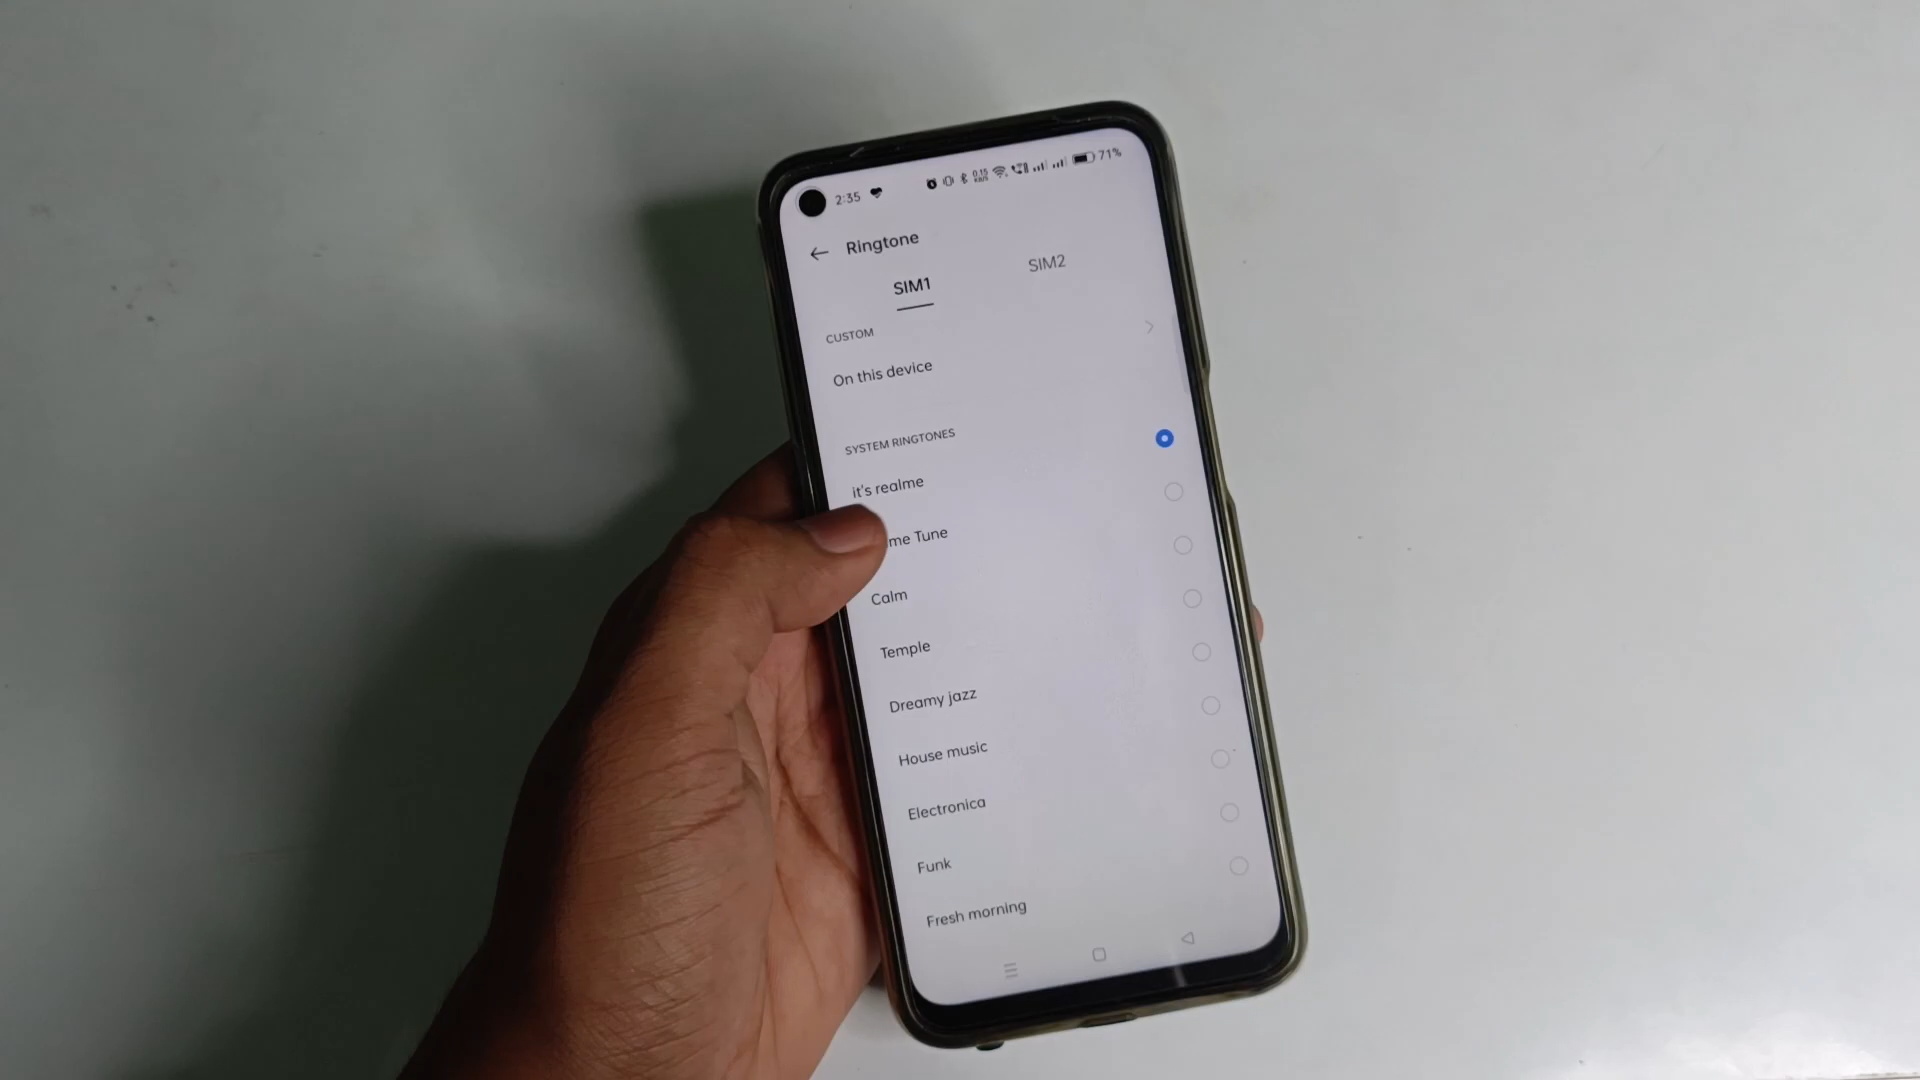 2:35 71%
Ringtone
SIM1 SIM2
CUSTOM
On this device
SYSTEM RINGTONES
it's realme
me Tune
Calm
Temple
Dreamy jazz
House music
Electronica
Funk
Fresh morning